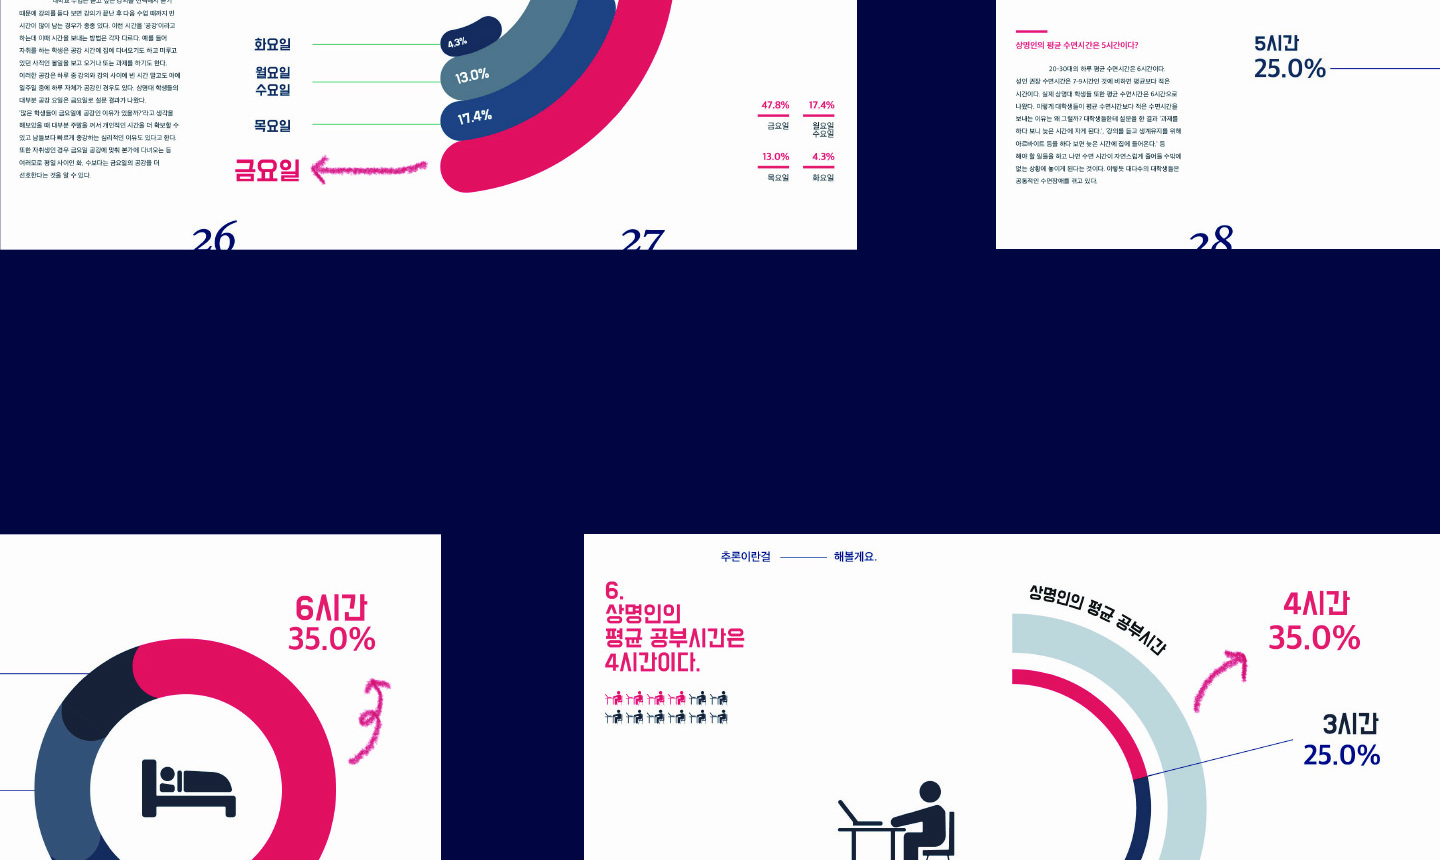 때문에 강의를 듣다 보면 강의가 끝난 후 다음 수업 때까지 빈
시간이 많이 남는 경우가 종종 있다. 이런 시간을 '공강'이라고
하는데 이때 시간을 보내는 방법은 각자 다르다. 예를 들어
자취를 하는 학생은 공강 시간에 집에 다녀오기도 하고 미루고
있던 사적인 볼일을 보고 오거나 또는 과제를 하기도 한다.
이러한 공강은 하루 중 강의와 강의 사이에 빈 시간 말고도 아예
일주일 중에 하루 자체가 공강인 경우도 있다. 상명대 학생들의
대부분 공강 요일은 금요일로 설문 결과가 나왔다.
'많은 학생들이 금요일에 공강인 이유가 있을까?'라고 생각을
해보았을 때 대부분 주말을 이어 개인적인 시간을 더 확보할 수
있고 남들보다 빠르게 종강하는 심리적인 이유도 있다고 한다.
또한 자취생인 경우 금요일 공강에 맞춰 본가에 다녀오는 등
여러모로 평일 사이인 화, 수보다는 금요일의 공강을 더
선호한다는 것을 알 수 있다.
화요일
월요일
수요일
목요일
금요일
4.3%
13.0%
17.4%
47.8% 17.4%
금요일 월요일
수요일
13.0% 4.3%
목요일 화요일
26
27
상명인의 평균 수면시간은 5시간이다?
20-30대의 하루 평균 수면시간은 6시간이다.
성인 권장 수면시간은 7-9시간인 것에 비하면 평균보다 적은
시간이다. 실제 상명대 학생들 또한 평균 수면시간은 6시간으로
나왔다. 이렇게 대학생들이 평균 수면시간보다 적은 수면시간을
보내는 이유는 왜 그럴까? 대학생들한테 설문을 한 결과 '과제를
하다 보니 늦은 시간에 자게 된다.', '강의를 듣고 생계유지를 위해
아르바이트 등을 하다 보면 늦은 시간에 집에 들어온다.' 등
해야 할 일들을 하고 나면 수면 시간이 자연스럽게 줄어들 수밖에
없는 상황에 놓이게 된다는 것이다. 이렇듯 대다수의 대학생들은
공통적인 수면장애를 겪고 있다.
5시간
25.0%
28
6시간
35.0%
추론이란걸 해볼게요.
6.
상명인의
평균 공부시간은
4시간이다.
상명인의 평균 공부시간
4시간
35.0%
3시간
25.0%